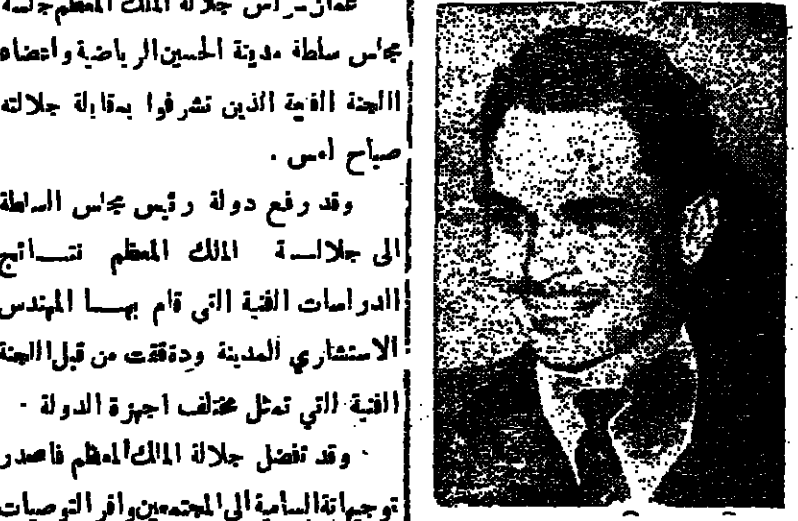 عمان ـ رأس جلالة الملك المعظم جلسة
مجلس سلطة مدينة الحسين الرياضية واعضاء
اللجنة الفنية الذين تشرفوا بمقابلة جلالته
صباح امس .
وقد رفع دولة رئيس مجلس السلطة
الى جلالـــة الملك المعظم نتـــائج
الدراسات الفنية التي قام بهـــا المهندس
الاستشاري للمدينة ودققت من قبل اللجنة
الفنية التي تمثل مختلف اجهزة الدولة -
وقد تفضل جلالة الملك المعظم فاصدر
توجيهاته السامية الى المجتمعين واقر التوصيات